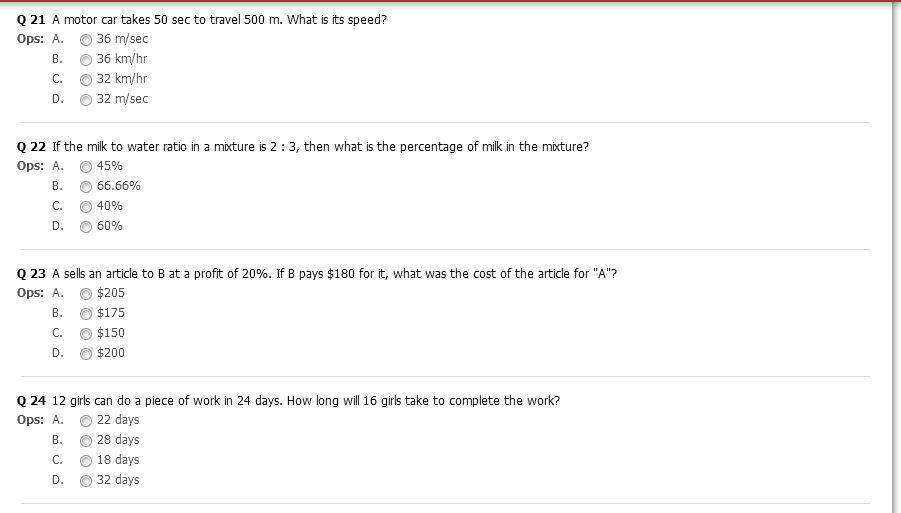 Q 21 A motor car takes 50 sec to travel 500 m. What is its speed?
Ops: A. 36 m/sec
B. 36 km/hr
C. 32 km/hr
D. 32 m/sec
Q 22 If the milk to water ratio in a mixture is 2 : 3, then what is the percentage of milk in the mixture?
Ops: A. 45%
B. 66.66%
C. 40%
D. 60%
Q 23 A sells an article to B at a profit of 20%. If B pays $180 for it, what was the cost of the article for "A"?
Ops: A. $205
B. $175
C. $150
D. $200
Q 24 12 girls can do a piece of work in 24 days. How long will 16 girls take to complete the work?
Ops: A. 22 days
B. 28 days
C. 18 days
D. 32 days